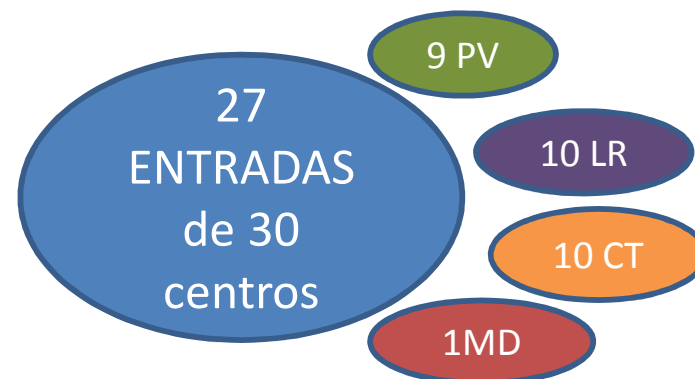 27
ENTRADAS
de 30
centros
9 PV
10 LR
10 CT
1MD